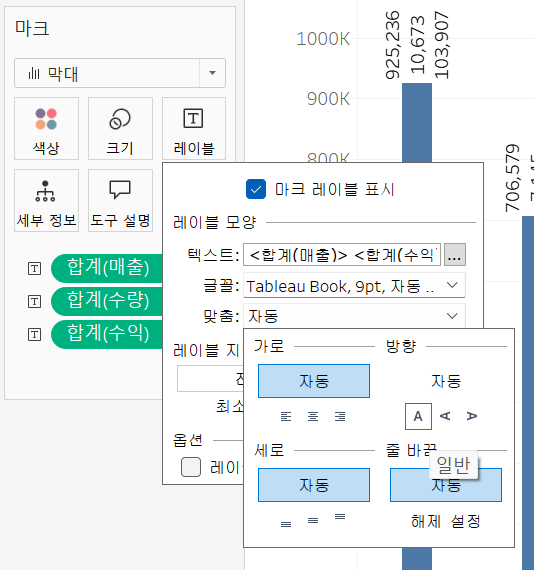 마크
막대
색상
크기
레이블
세부 정보
도구 설명
합계(매출)
합계(수량)
합계(수익)
1000K
900K
800K
925,236
10,673
103,907
706,579
마크 레이블 표시
레이블 모양
텍스트: <합계(매출)> <합계(수익
글꼴: Tableau Book, 9pt, 자동 ..
맞춤: 자동
레이블 지
최소
옵션
레이
가로
자동
방향
자동
A A A
세로
자동
줄 바꿈
일반
자동
해제 설정